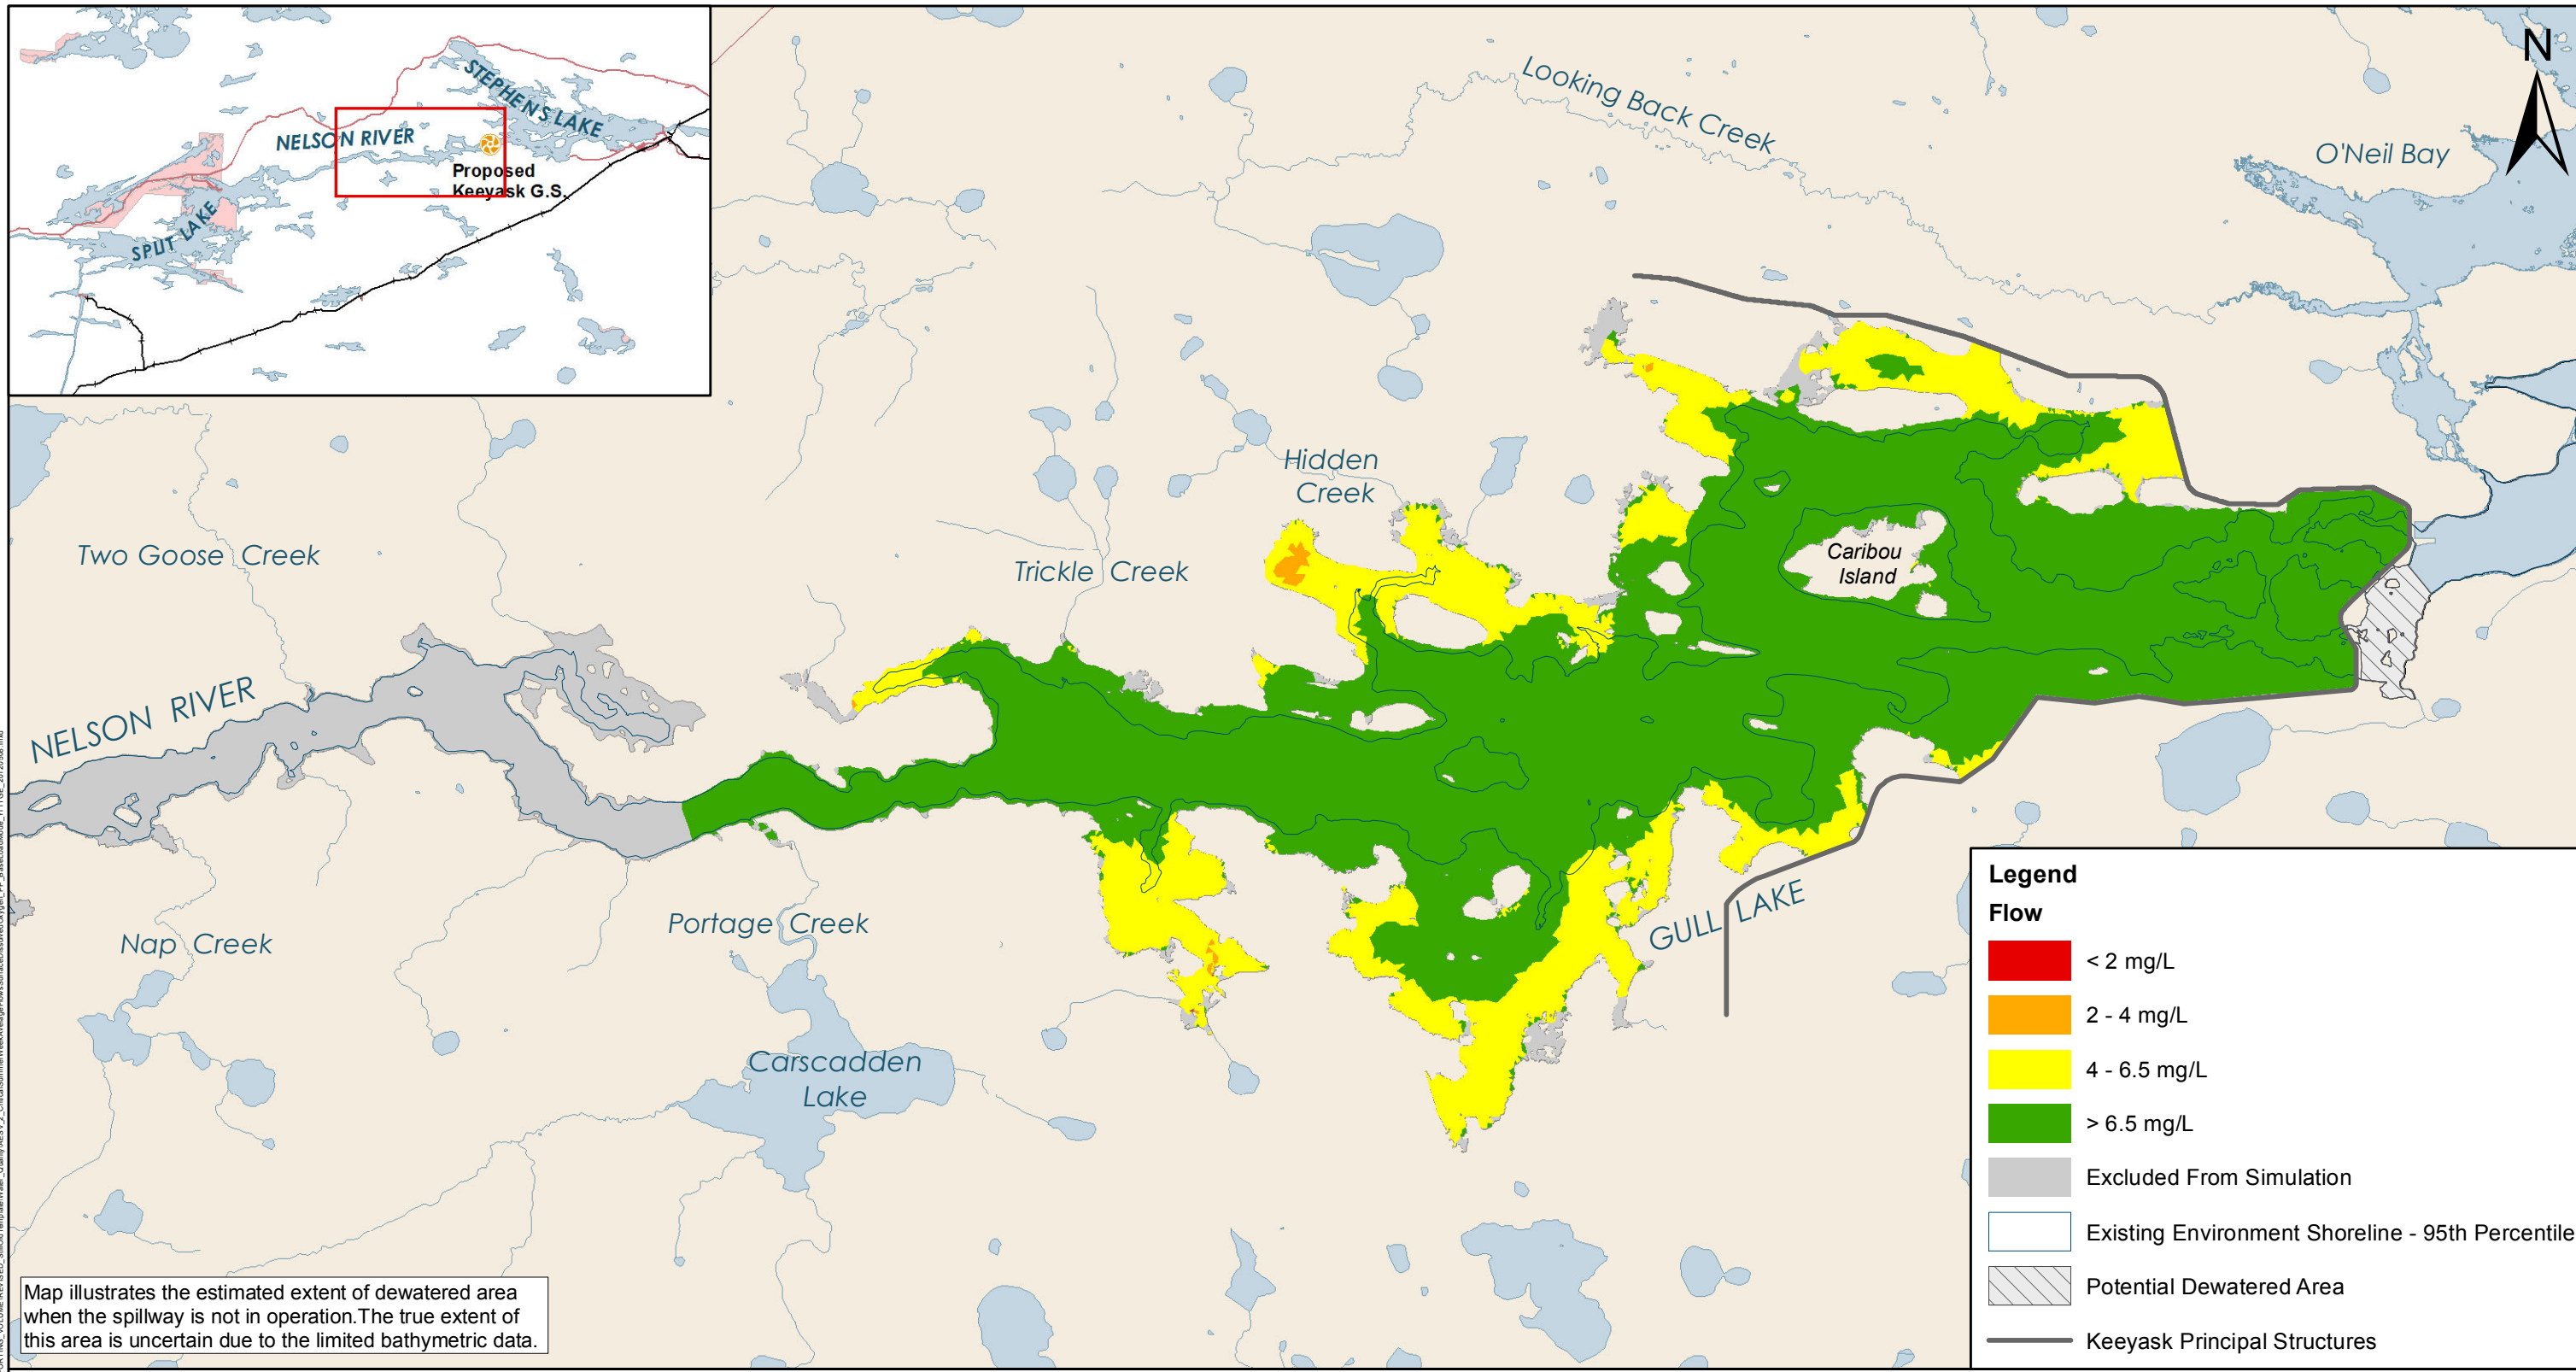 STEPHENS LAKE
NELSON RIVER
Proposed
Keeyask G.S.
SPLIT LAKE
N
Looking Back Creek
O'Neil Bay
Hidden
Creek
Caribou
Island
Two Goose Creek
Trickle Creek
NELSON RIVER
Nap Creek
Portage Creek
GULL LAKE
Carscadden
Lake
Legend
Flow
< 2 mg/L
2 - 4 mg/L
4 - 6.5 mg/L
> 6.5 mg/L
Excluded From Simulation
Existing Environment Shoreline - 95th Percentile
Potential Dewatered Area
Keeyask Principal Structures
Map illustrates the estimated extent of dewatered area
when the spillway is not in operation.The true extent of
this area is uncertain due to the limited bathymetric data.